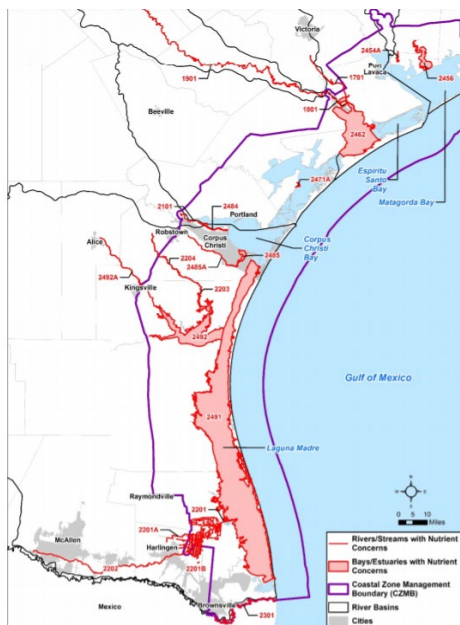 Victoria
2454A
Port
Lavaca
2456
1901
1701
1801
Beeville
2462
Espiritu
Santo
Bay
2471A
Matagorda Bay
2101
2484
Portland
Robstown
Corpus
Christi
Corpus
Christi
Bay
Alice
2204
2485A
2485
2492A
Kingsville
2203
2492
Gulf of Mexico
2491
Laguna Madre
Raymondville
2201
2201A
McAllen
Harlingen
2202
2201B
Mexico
Brownsville
2301
0 5 10
Miles
Rivers/Streams with Nutrient
Concerns
Bays/Estuaries with Nutrient
Concerns
Coastal Zone Management
Boundary (CZMB)
River Basins
Cities